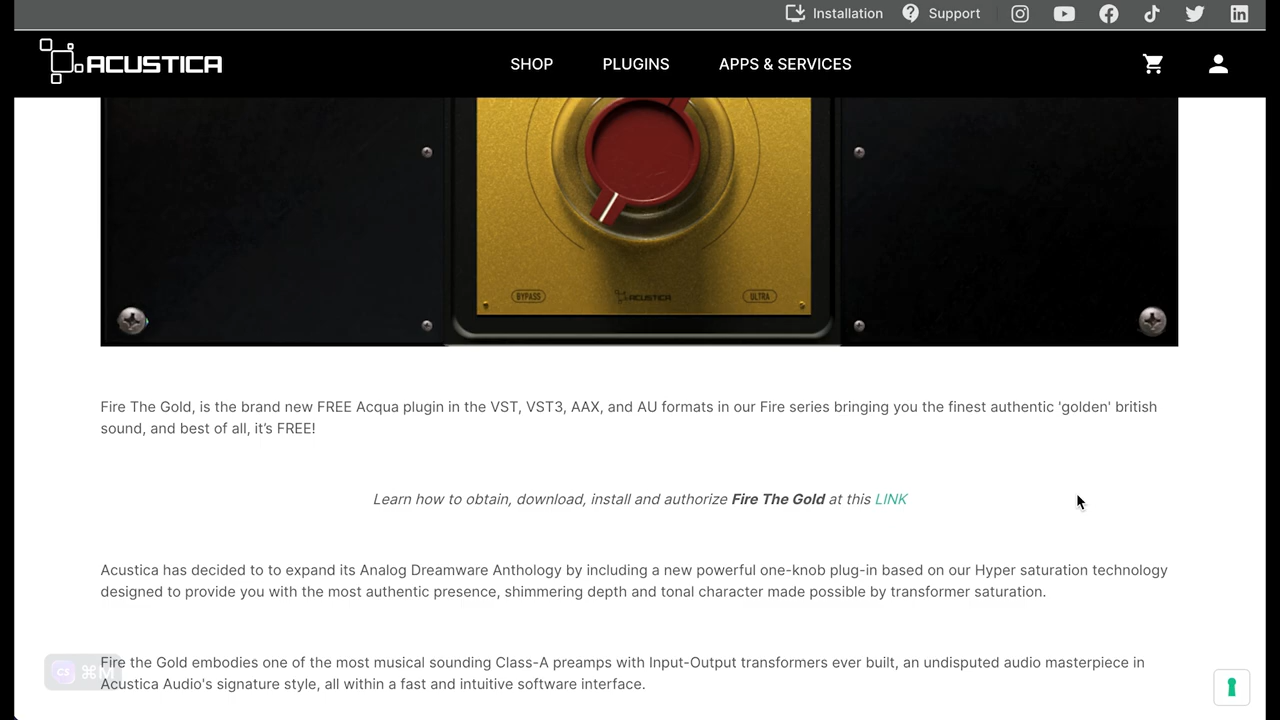 Installation Support
ACUSTICA SHOP PLUGINS APPS & SERVICES
BYPASS ACUSTICA ULTRA
Fire The Gold, is the brand new FREE Acqua plugin in the VST, VST3, AAX, and AU formats in our Fire series bringing you the finest authentic 'golden' british
sound, and best of all, it’s FREE!
Learn how to obtain, download, install and authorize Fire The Gold at this LINK
Acustica has decided to to expand its Analog Dreamware Anthology by including a new powerful one-knob plug-in based on our Hyper saturation technology
designed to provide you with the most authentic presence, shimmering depth and tonal character made possible by transformer saturation.
Fire the Gold embodies one of the most musical sounding Class-A preamps with Input-Output transformers ever built, an undisputed audio masterpiece in
Acustica Audio's signature style, all within a fast and intuitive software interface.
CS ⌘M